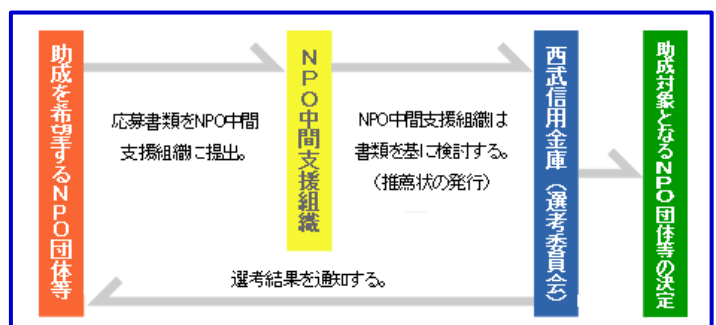 助成を希望するNPO団体等
応募書類をNPO中間
支援組織に提出。
NPO中間支援組織
NPO中間支援組織は
書類を基に検討する。
（推薦状の発行）
西武信用金庫（選考委員会）
助成対象となるNPO団体等の決定
選考結果を通知する。